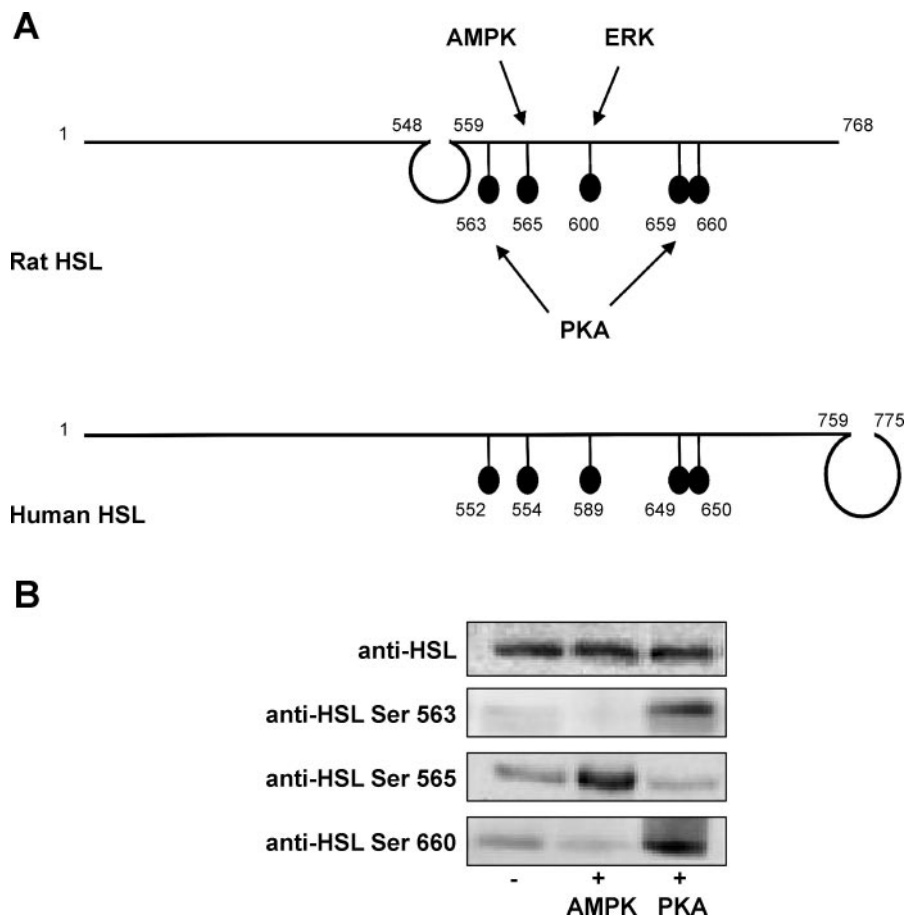 A
AMPK ERK
1 548 559 768
563 565 600 659 660
Rat HSL
PKA
1 759 775
552 554 589 649 650
Human HSL
B
anti-HSL
anti-HSL Ser 563
anti-HSL Ser 565
anti-HSL Ser 660
- + +
AMPK PKA